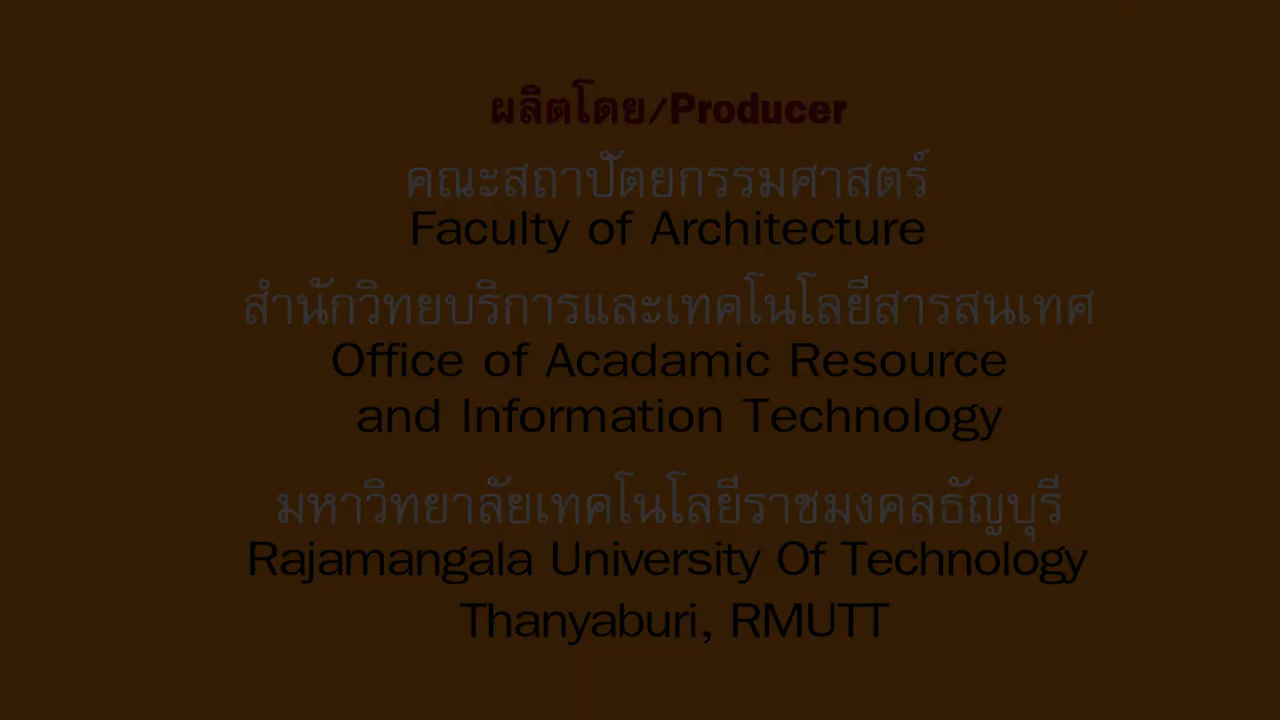 ผลิตโดย/Producer
คณะสถาปัตยกรรมศาสตร์
Faculty of Architecture
สำนักวิทยบริการและเทคโนโลยีสารสนเทศ
Office of Acadamic Resource
and Information Technology
มหาวิทยาลัยเทคโนโลยีราชมงคลธัญบุรี
Rajamangala University Of Technology
Thanyaburi, RMUTT